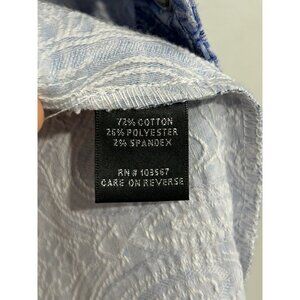 72% COTTON
26% POLYESTER
2% SPANDEX
RN# 103567
CARE ON REVERSE